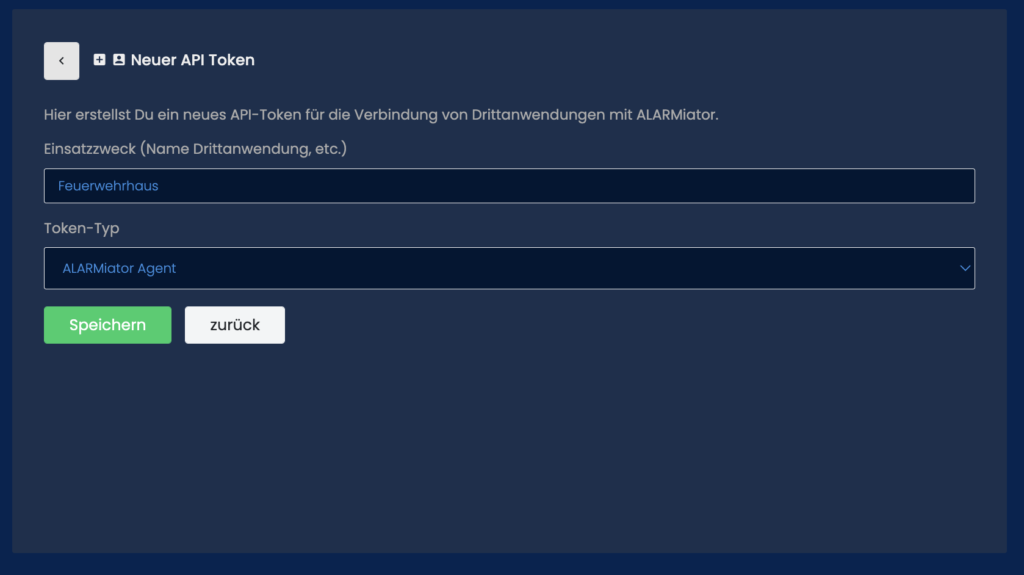 Neuer API Token
Hier erstellst Du ein neues API-Token für die Verbindung von Drittanwendungen mit ALARMiator.
Einsatzzweck (Name Drittanwendung, etc.)
Feuerwehrhaus
Token-Typ
ALARMiator Agent
Speichern zurück